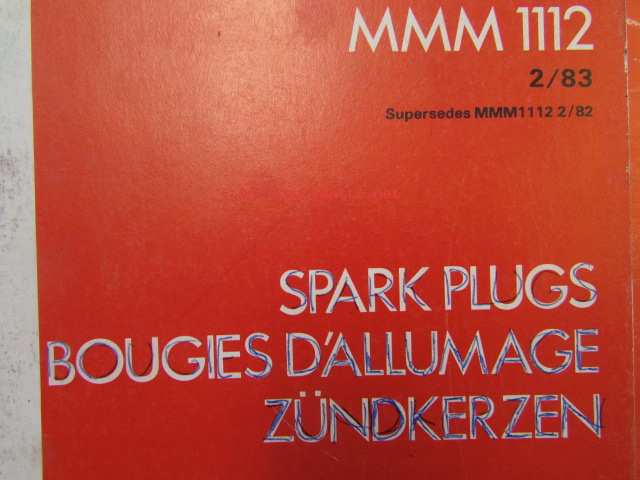 MMM 1112
2/83
Supersedes MMM1112 2/82
SPARK PLUGS
BOUGIES D'ALLUMAGE
ZÜNDKERZEN